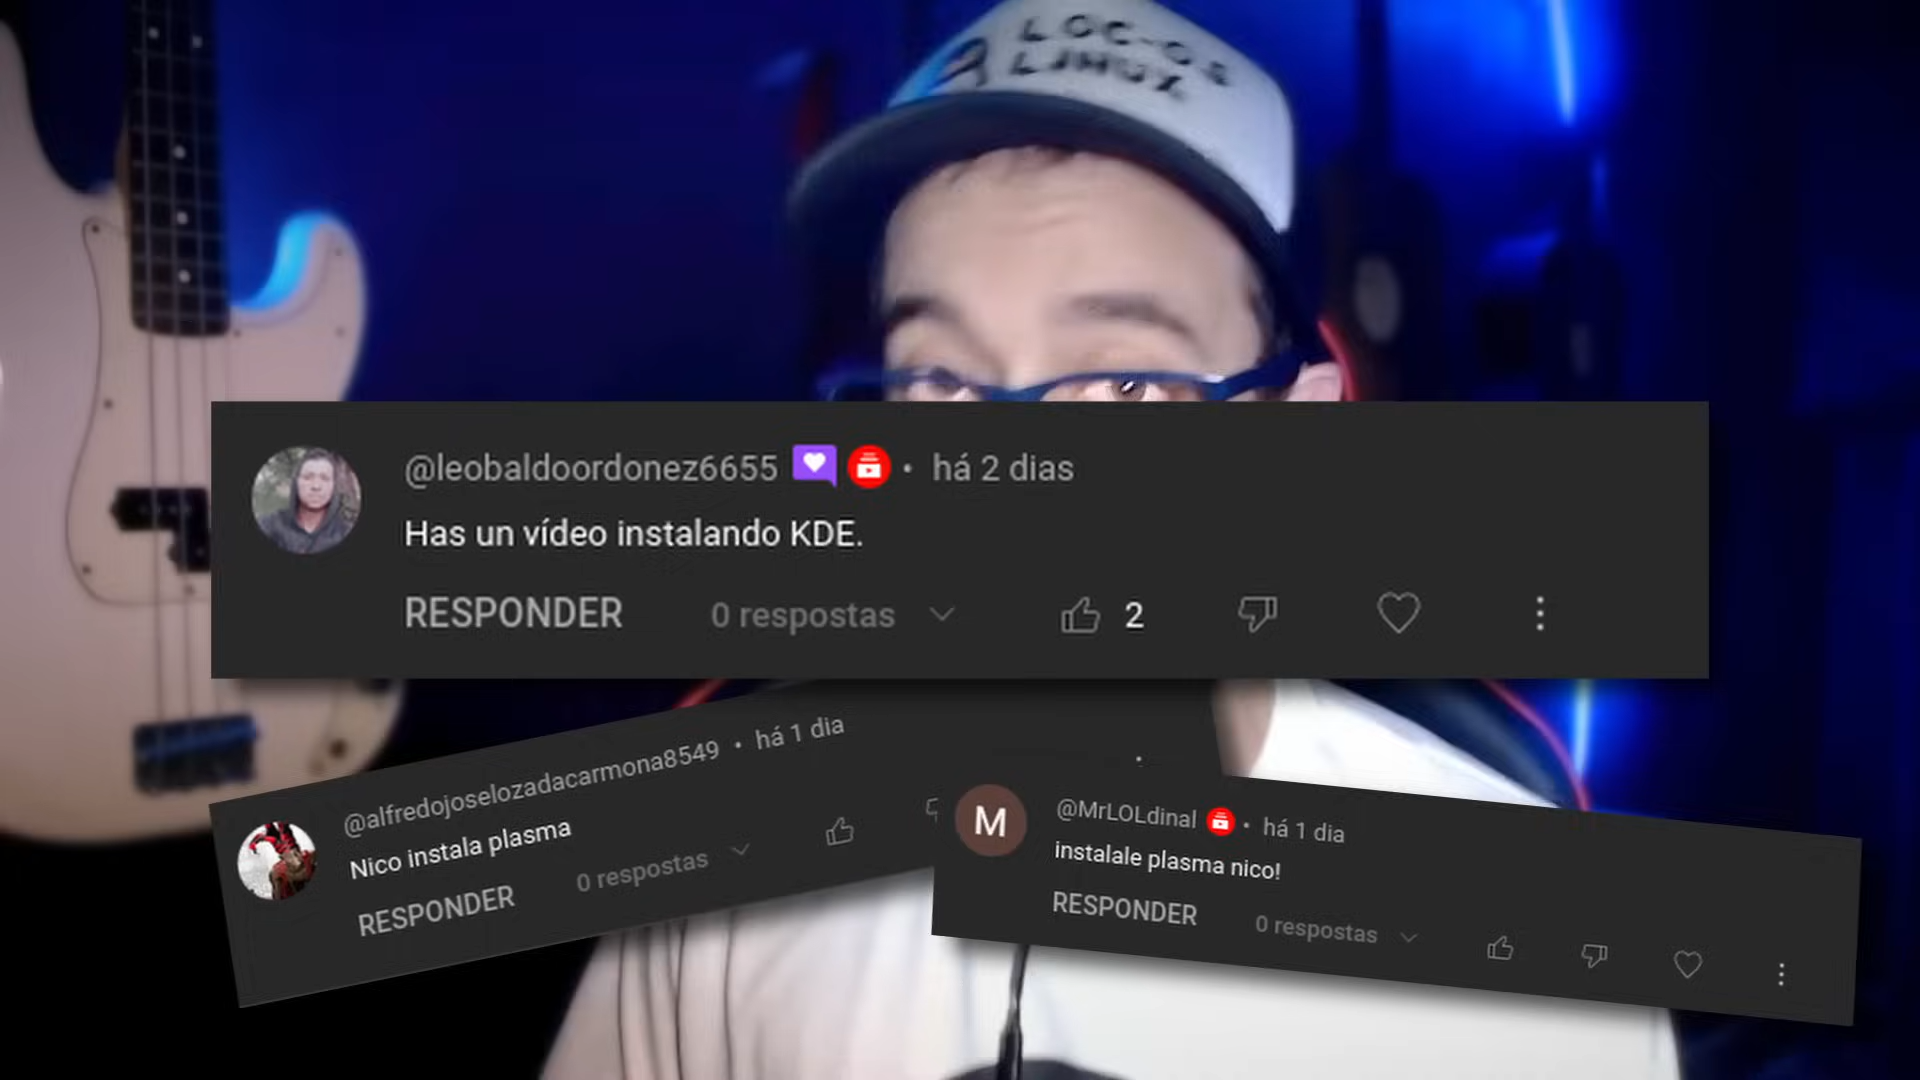 LOC-OS
LINUX
@leobaldoordonez6655 • há 2 dias
Has un vídeo instalando KDE.
RESPONDER 0 respostas 2
@alfredojoselozadacarmona8549 • há 1 dia
Nico instala plasma
RESPONDER 0 respostas
M @MrLOLdinal • há 1 dia
instalale plasma nico!
RESPONDER 0 respostas